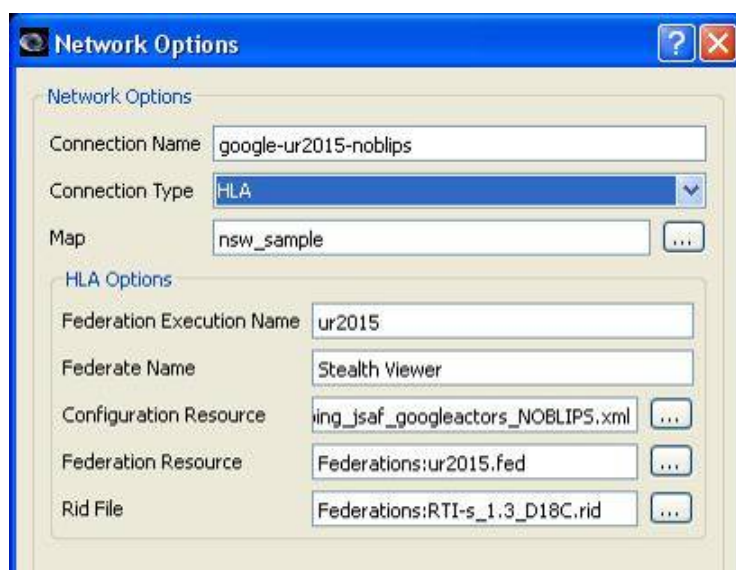 Network Options
Network Options
Connection Name google-ur2015-noblips
Connection Type HLA
Map nsw_sample ...
HLA Options
Federation Execution Name ur2015
Federate Name Stealth Viewer
Configuration Resource ping_jsaf_googleactors_NOBLIPS.xml ...
Federation Resource Federations:ur2015.fed ...
Rid File Federations:RTI-s_1.3_D18C.rid ...